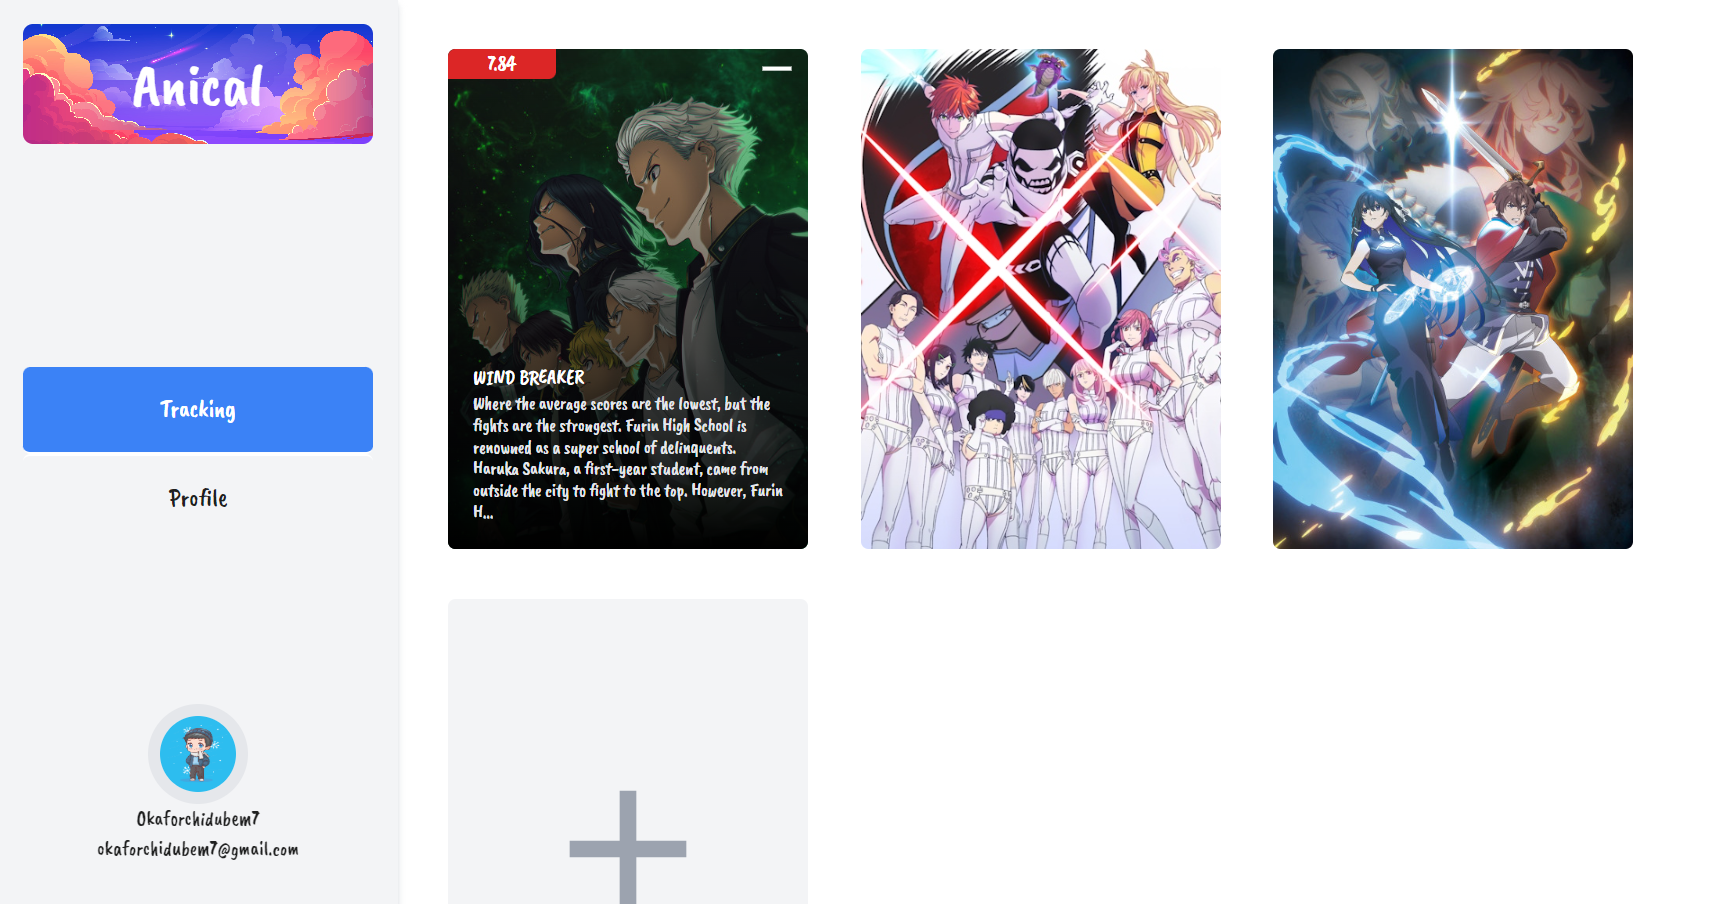 Anical
Tracking
Profile
Okaforchidubem7
okaforchidubem7@gmail.com
7.84
WIND BREAKER
Where the average scores are the lowest, but the
fights are the strongest. Furin High School is
renowned as a super school of delinquents.
Haruka Sakura, a first-year student, came from
outside the city to fight to the top. However, Furin
H...